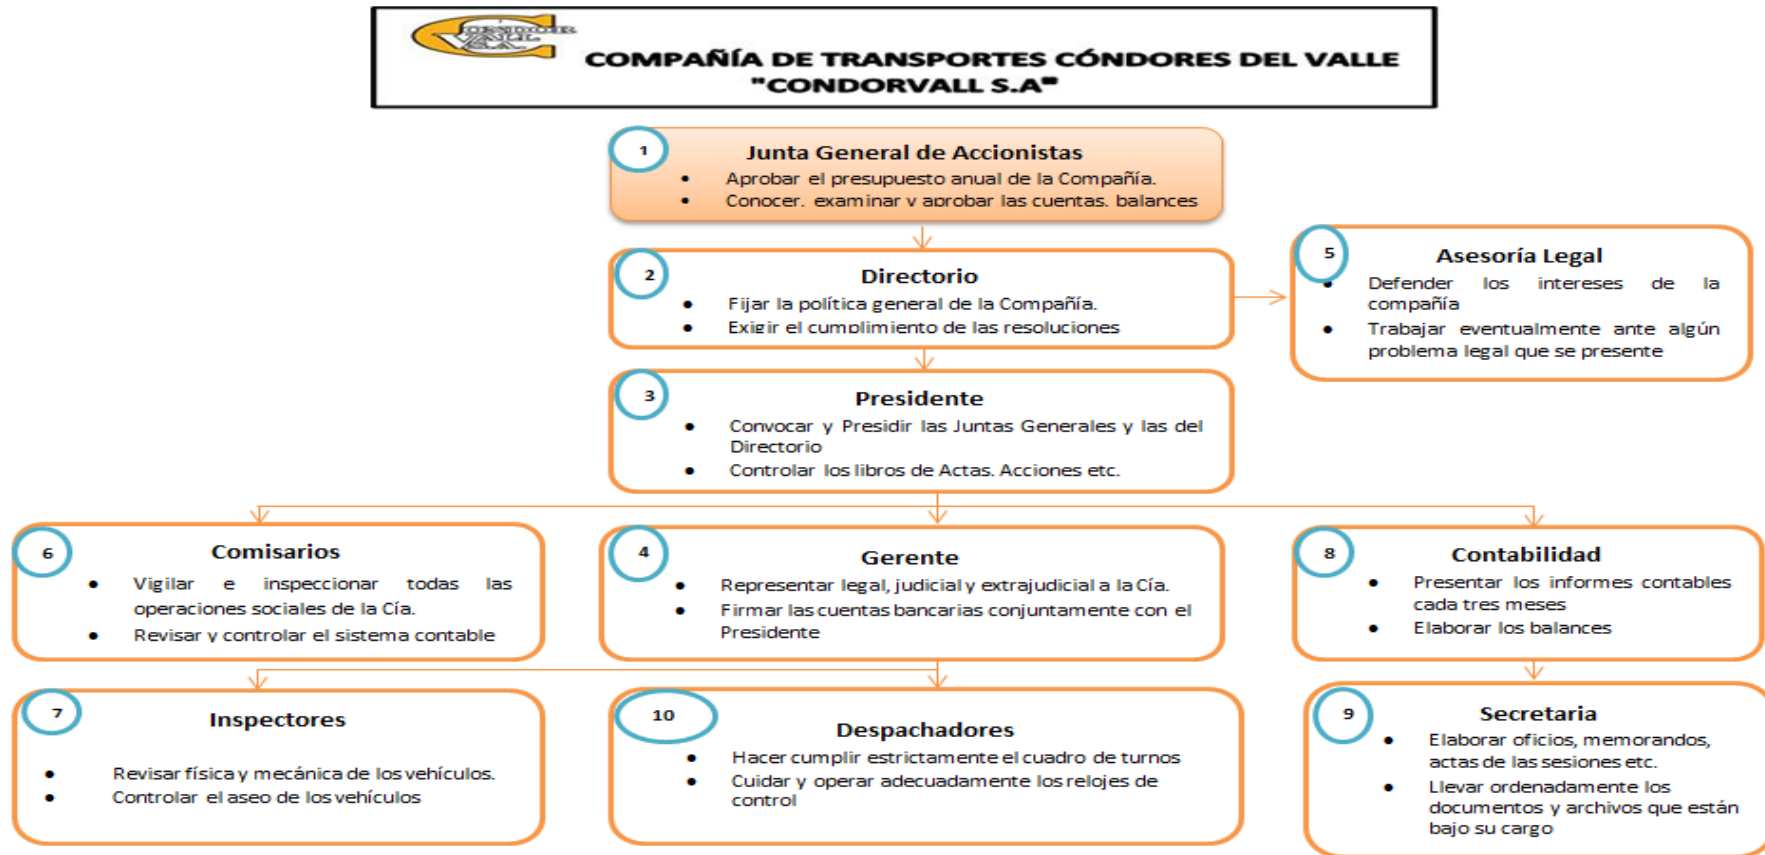 CONDOR
VALL
S.A.
COMPAÑÍA DE TRANSPORTES CÓNDORES DEL VALLE
"CONDORVALL S.A"
1
Junta General de Accionistas
• Aprobar el presupuesto anual de la Compañía.
• Conocer, examinar y aprobar las cuentas, balances
2
Directorio
• Fijar la política general de la Compañía.
• Exigir el cumplimiento de las resoluciones
5
Asesoría Legal
• Defender los intereses de la
compañía
• Trabajar eventualmente ante algún
problema legal que se presente
3
Presidente
• Convocar y Presidir las Juntas Generales y las del
Directorio
• Controlar los libros de Actas. Acciones etc.
6
Comisarios
• Vigilar e inspeccionar todas las
operaciones sociales de la Cía.
• Revisar y controlar el sistema contable
4
Gerente
• Representar legal, judicial y extrajudicial a la Cía.
• Firmar las cuentas bancarias conjuntamente con el
Presidente
8
Contabilidad
• Presentar los informes contables
cada tres meses
• Elaborar los balances
7
Inspectores
• Revisar física y mecánica de los vehículos.
• Controlar el aseo de los vehículos
10
Despachadores
• Hacer cumplir estrictamente el cuadro de turnos
• Cuidar y operar adecuadamente los relojes de
control
9
Secretaria
• Elaborar oficios, memorandos,
actas de las sesiones etc.
• Llevar ordenadamente los
documentos y archivos que están
bajo su cargo